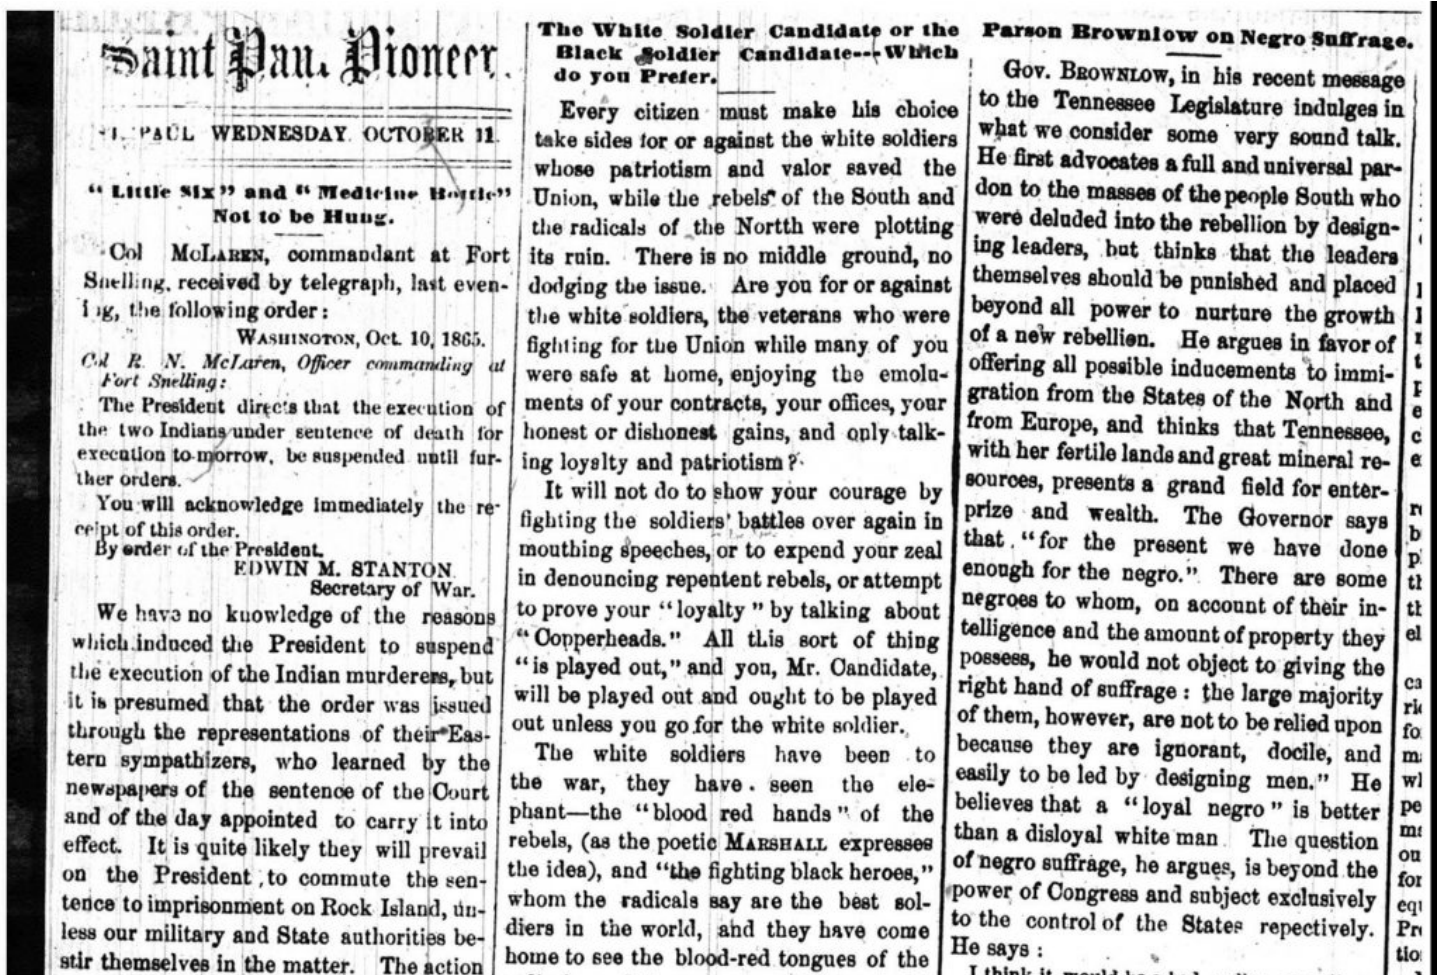 Saint Paul Pioneer.
ST. PAUL WEDNESDAY. OCTOBER 11.
"Little Six" and "Medicine Bottle"
Not to be Hung.
Col McLAREN, commandant at Fort
Snelling, received by telegraph, last even-
ing, the following order:
WASHINGTON, Oct. 10, 1865.
Col R. N. McLaren, Officer commanding at
Fort Snelling:
The President directs that the execution of
the two Indians under sentence of death for
execution to-morrow, be suspended until fur-
ther orders.
You will acknowledge immediately the re-
ceipt of this order.
By order of the President.
EDWIN M. STANTON
Secretary of War.
We have no knowledge of the reasons
which induced the President to suspend
the execution of the Indian murderers, but
it is presumed that the order was issued
through the representations of their Eas-
tern sympathizers, who learned by the
newspapers of the sentence of the Court
and of the day appointed to carry it into
effect. It is quite likely they will prevail
on the President, to commute the sen-
tence to imprisonment on Rock Island, un-
less our military and State authorities be-
stir themselves in the matter. The action
The White Soldier Candidate or the
Black Soldier Candidate--Which
do you Prefer.
Every citizen must make his choice
take sides for or against the white soldiers
whose patriotism and valor saved the
Union, while the rebels of the South and
the radicals of the Nortth were plotting
its ruin. There is no middle ground, no
dodging the issue. Are you for or against
the white soldiers, the veterans who were
fighting for the Union while many of you
were safe at home, enjoying the emolu-
ments of your contracts, your offices, your
honest or dishonest gains, and only talk-
ing loyalty and patriotism?
It will not do to show your courage by
fighting the soldiers' battles over again in
mouthing speeches, or to expend your zeal
in denouncing repentent rebels, or attempt
to prove your "loyalty" by talking about
"Copperheads." All this sort of thing
"is played out," and you, Mr. Candidate,
will be played out and ought to be played
out unless you go for the white soldier.
The white soldiers have been to
the war, they have seen the ele-
phant—the "blood red hands" of the
rebels, (as the poetic MARSHALL expresses
the idea), and "the fighting black heroes,"
whom the radicals say are the best sol-
diers in the world, and they have come
home to see the blood-red tongues of the
Parson Brownlow on Negro Suffrage.
Gov. BROWNLOW, in his recent message
to the Tennessee Legislature indulges in
what we consider some very sound talk.
He first advocates a full and universal par-
don to the masses of the people South who
were deluded into the rebellion by design-
ing leaders, but thinks that the leaders
themselves should be punished and placed
beyond all power to nurture the growth
of a new rebellion. He argues in favor of
offering all possible inducements to immi-
gration from the States of the North and
from Europe, and thinks that Tennessee,
with her fertile lands and great mineral re-
sources, presents a grand field for enter-
prize and wealth. The Governor says
that "for the present we have done
enough for the negro." There are some
negroes to whom, on account of their in-
telligence and the amount of property they
possess, he would not object to giving the
right hand of suffrage: the large majority
of them, however, are not to be relied upon
because they are ignorant, docile, and
easily to be led by designing men." He
believes that a "loyal negro" is better
than a disloyal white man The question
of negro suffrage, he argues, is beyond the
power of Congress and subject exclusively
to the control of the States repectively.
He says: